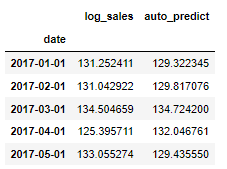 log_sales auto_predict
date
2017-01-01 131.252411 129.322345
2017-02-01 131.042922 129.817076
2017-03-01 134.504659 134.724200
2017-04-01 125.395711 132.046761
2017-05-01 133.055274 129.435550